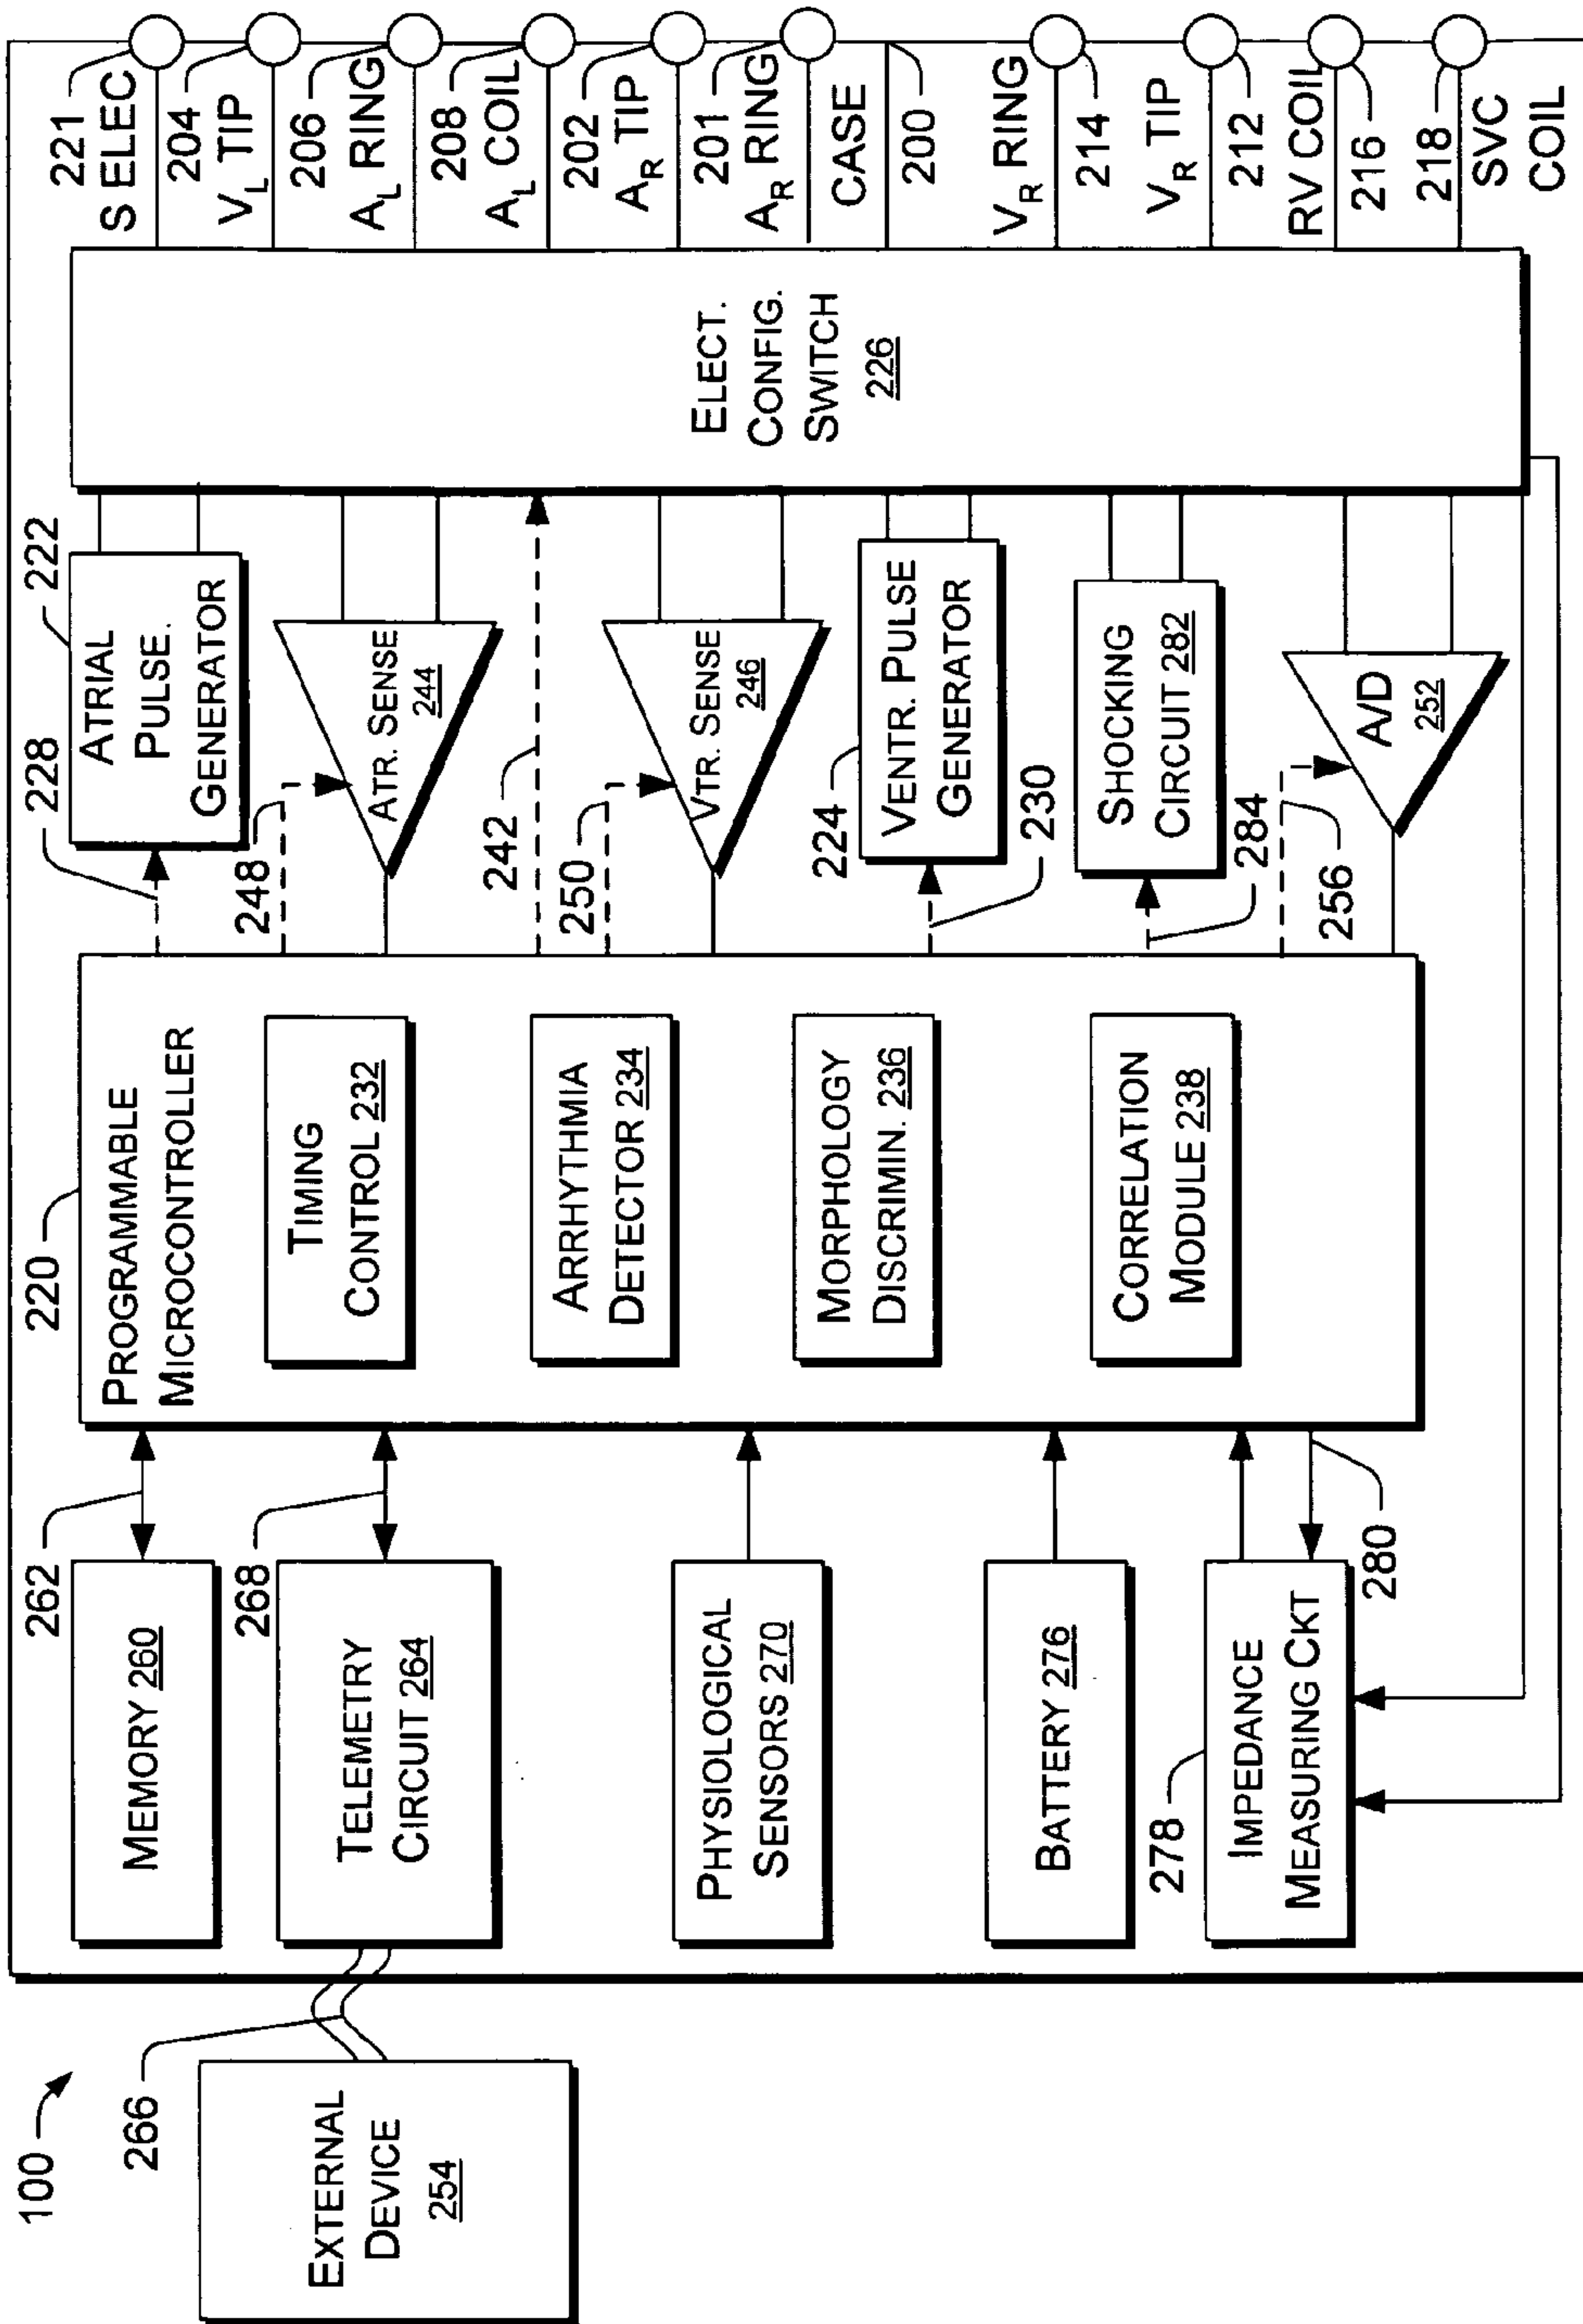 100
266
EXTERNAL
DEVICE
254
262
MEMORY 260
268
TELEMETRY
CIRCUIT 264
PHYSIOLOGICAL
SENSORS 270
BATTERY 276
278
IMPEDANCE
MEASURING CKT
280
220
PROGRAMMABLE
MICROCONTROLLER
TIMING
CONTROL 232
ARRHYTHMIA
DETECTOR 234
MORPHOLOGY
DISCRIMIN. 236
CORRELATION
MODULE 238
228
222
ATRIAL
PULSE.
GENERATOR
248
ATR. SENSE
244
242
250
VTR. SENSE
246
224
VENTR. PULSE
GENERATOR
230
SHOCKING
CIRCUIT 282
284
256
A/D
252
ELECT.
CONFIG.
SWITCH
226
221
S ELEC
204
VL TIP
206
AL RING
208
AL COIL
202
AR TIP
201
AR RING
CASE
200
VR RING
214
VR TIP
212
RV COIL
216
218
SVC
COIL